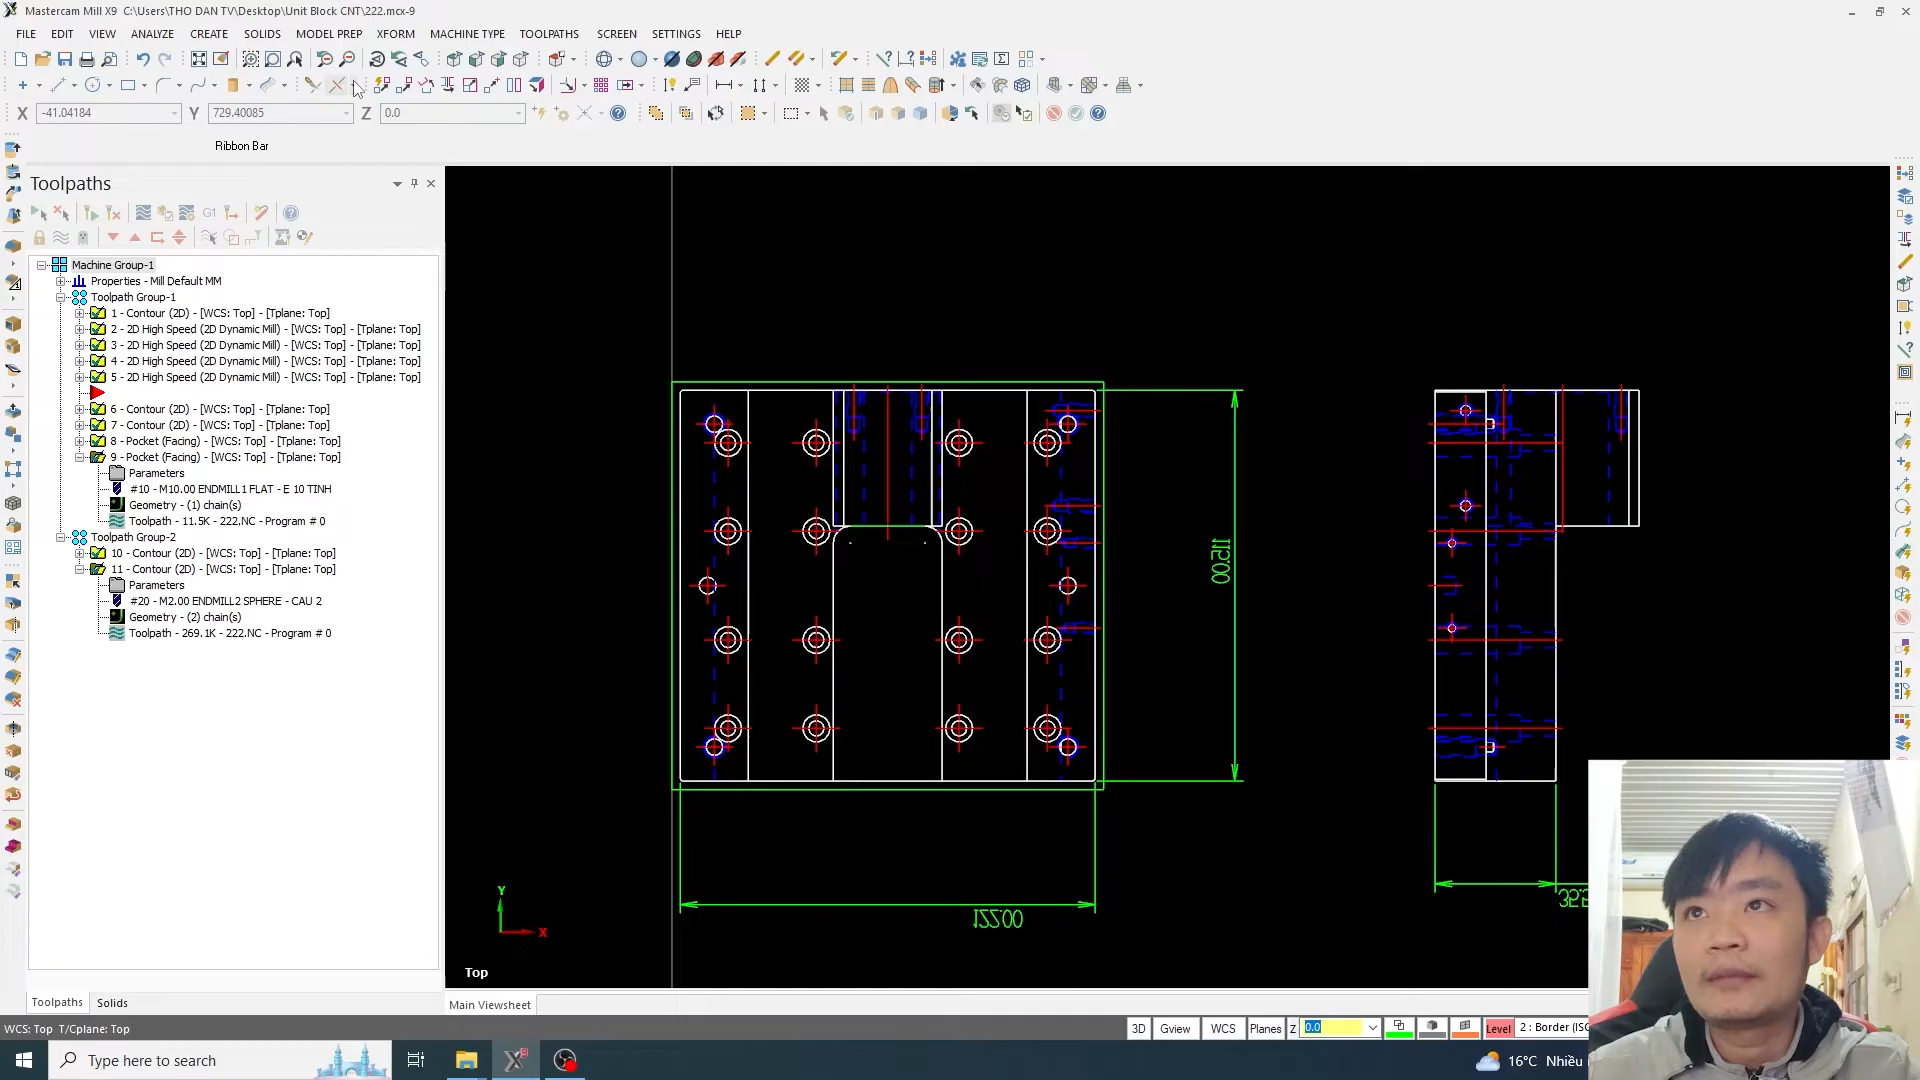 Mastercam Mill X9 C:\Users\THO DAN TV\Desktop\Unit Block CNT\222.mcx-9
FILE EDIT VIEW ANALYZE CREATE SOLIDS MODEL PREP XFORM MACHINE TYPE TOOLPATHS SCREEN SETTINGS HELP
X -41.04184 Y 729.40085 Z 0.0
Ribbon Bar
Toolpaths
G1
Machine Group-1
Properties - Mill Default MM
Toolpath Group-1
1 - Contour (2D) - [WCS: Top] - [Tplane: Top]
2 - 2D High Speed (2D Dynamic Mill) - [WCS: Top] - [Tplane: Top]
3 - 2D High Speed (2D Dynamic Mill) - [WCS: Top] - [Tplane: Top]
4 - 2D High Speed (2D Dynamic Mill) - [WCS: Top] - [Tplane: Top]
5 - 2D High Speed (2D Dynamic Mill) - [WCS: Top] - [Tplane: Top]
6 - Contour (2D) - [WCS: Top] - [Tplane: Top]
7 - Contour (2D) - [WCS: Top] - [Tplane: Top]
8 - Pocket (Facing) - [WCS: Top] - [Tplane: Top]
9 - Pocket (Facing) - [WCS: Top] - [Tplane: Top]
Parameters
#10 - M10.00 ENDMILL1 FLAT - E 10 TINH
Geometry - (1) chain(s)
Toolpath - 11.5K - 222.NC - Program # 0
Toolpath Group-2
10 - Contour (2D) - [WCS: Top] - [Tplane: Top]
11 - Contour (2D) - [WCS: Top] - [Tplane: Top]
Parameters
#20 - M2.00 ENDMILL2 SPHERE - CAU 2
Geometry - (2) chain(s)
Toolpath - 269.1K - 222.NC - Program # 0
115.00
122.00
35.5
Y
X
Top
Toolpaths Solids
Main Viewsheet
WCS: Top T/Cplane: Top
3D Gview WCS Planes Z 0.0 Level 2 : Border (ISO
Type here to search
16°C Nhiều